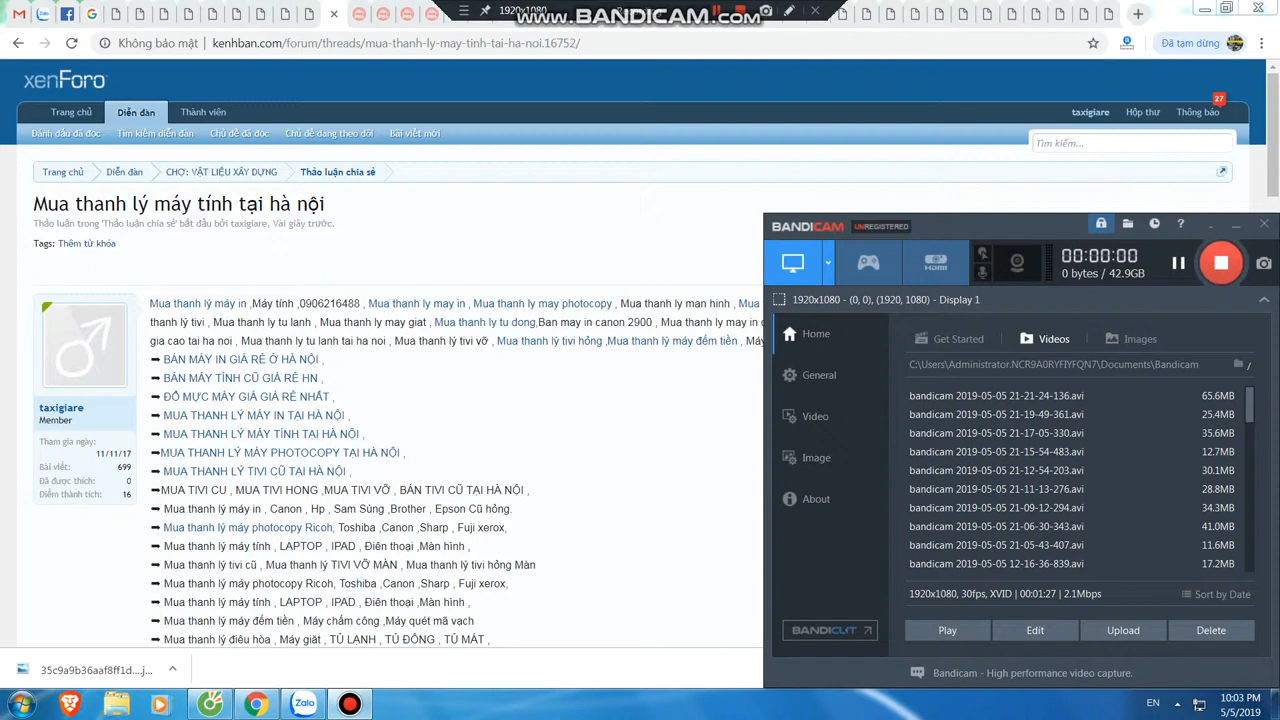 1920x1080
www.BANDICAM.com
Không bảo mật | kenhban.com/forum/threads/mua-thanh-ly-may-tinh-tai-ha-noi.16752/
Đã tạm dừng
xenForo
Trang chủ
Diễn đàn
Thành viên
27
taxigiare
Hộp thư
Thông báo
Đánh dấu đã đọc
Tìm kiếm diễn đàn
Chủ đề đã đọc
Chủ đề đang theo dõi
Bài viết mới
Tìm kiếm...
Trang chủ
Diễn đàn
CHỢ: VẬT LIỆU XÂY DỰNG
Thảo luận chia sẻ
Mua thanh lý máy tính tại hà nội
Thảo luận trong 'Thảo luận chia sẻ' bắt đầu bởi taxigiare, Vài giây trước.
Tags: Thêm từ khóa
taxigiare
Member
Tham gia ngày:
11/11/17
Bài viết: 699
Đã được thích: 0
Điểm thành tích: 16
Mua thanh lý máy in ,Máy tính ,0906216488 , Mua thanh ly may in , Mua thanh ly may photocopy , Mua thanh ly man hinh , Mua
thanh lý tivi , Mua thanh ly tu lanh , Mua thanh ly may giat , Mua thanh ly tu dong,Ban may in canon 2900 , Mua thanh ly may in c
gia cao tai ha noi , Mua thanh ly tu lanh tai ha noi , Mua thanh lý tivi vỡ , Mua thanh lý tivi hỏng ,Mua thanh lý máy đếm tiền , M
➡ BÁN MÁY IN GIÁ RẺ Ở HÀ NỘI ,
➡ BÁN MÁY TÍNH CŨ GIÁ RẺ HN ,
➡ ĐỔ MỰC MÁY GIÁ GIÁ RẺ NHẤT ,
➡ MUA THANH LÝ MÁY IN TẠI HÀ NỘI ,
➡ MUA THANH LÝ MÁY TÍNH TẠI HÀ NỘI ,
➡MUA THANH LÝ MÁY PHOTOCOPY TẠI HÀ NỘI ,
➡ MUA THANH LÝ TIVI CŨ TẠI HÀ NỘI ,
➡MUA TIVI CU , MUA TIVI HONG ,MUA TIVI VỠ , BÁN TIVI CŨ TẠI HÀ NỘI ,
➡ Mua thanh lý máy in , Canon , Hp , Sam Sủng ,Brother , Epson Cũ hỏng.
➡ Mua thanh lý máy photocopy Ricoh, Toshiba ,Canon ,Sharp , Fuji xerox,
➡ Mua thanh lý máy tính , LAPTOP , IPAD , Điên thoại ,Màn hình ,
➡ Mua thanh lý tivi cũ , Mua thanh lý TIVI VỠ MÀN , Mua thanh lý tivi hỏng Màn
➡ Mua thanh lý máy photocopy Ricoh, Toshiba ,Canon ,Sharp , Fuji xerox,
➡ Mua thanh lý máy tính , LAPTOP , IPAD , Điên thoại ,Màn hình ,
➡ Mua thanh lý máy đếm tiền , Máy chấm công ,Máy quét mã vạch
➡ Mua thanh lý điều hòa , Máy giặt , TỦ LẠNH , TỦ ĐÔNG , TỦ MÁT ,
BANDICAM UNREGISTERED
HDMI
00:00:00
0 bytes / 42.9GB
1920x1080 - (0, 0), (1920, 1080) - Display 1
Home
General
Video
Image
About
BANDICUT
Get Started
Videos
Images
C:\Users\Administrator.NCR9A0RYFIYFQN7\Documents\Bandicam
bandicam 2019-05-05 21-21-24-136.avi 65.6MB
bandicam 2019-05-05 21-19-49-361.avi 25.4MB
bandicam 2019-05-05 21-17-05-330.avi 35.6MB
bandicam 2019-05-05 21-15-54-483.avi 12.7MB
bandicam 2019-05-05 21-12-54-203.avi 30.1MB
bandicam 2019-05-05 21-11-13-276.avi 28.8MB
bandicam 2019-05-05 21-09-12-294.avi 34.3MB
bandicam 2019-05-05 21-06-30-343.avi 41.0MB
bandicam 2019-05-05 21-05-43-407.avi 11.6MB
bandicam 2019-05-05 12-16-36-839.avi 17.2MB
1920x1080, 30fps, XVID | 00:01:27 | 2.1Mbps
Sort by Date
Play
Edit
Upload
Delete
Bandicam - High performance video capture.
35c9a9b36aaf8ff1d....j...
Zalo
EN
10:03 PM
5/5/2019